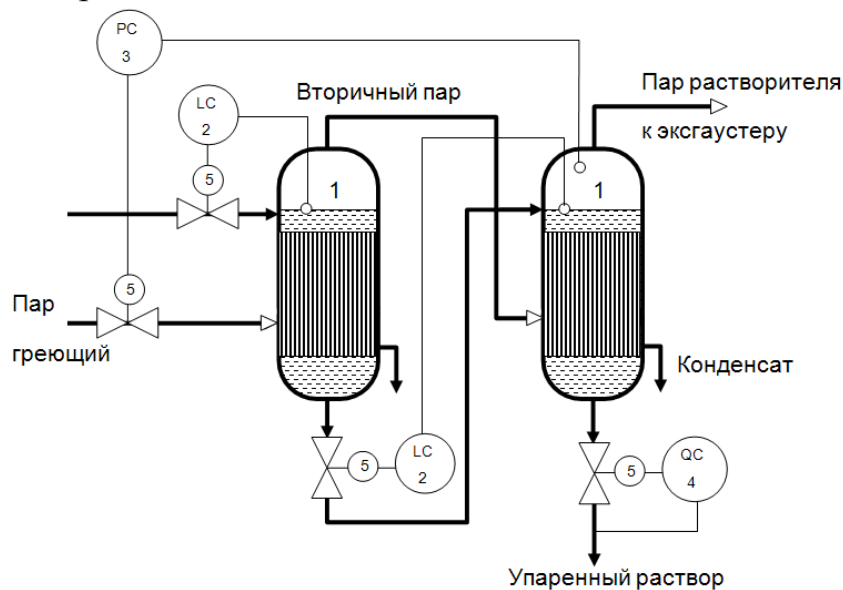 PC
3
LC
2
5
Вторичный пар
Пар растворителя
к эксгаустеру
1
1
5
Пар
греющий
Конденсат
LC
2
5
QC
4
5
Упаренный раствор